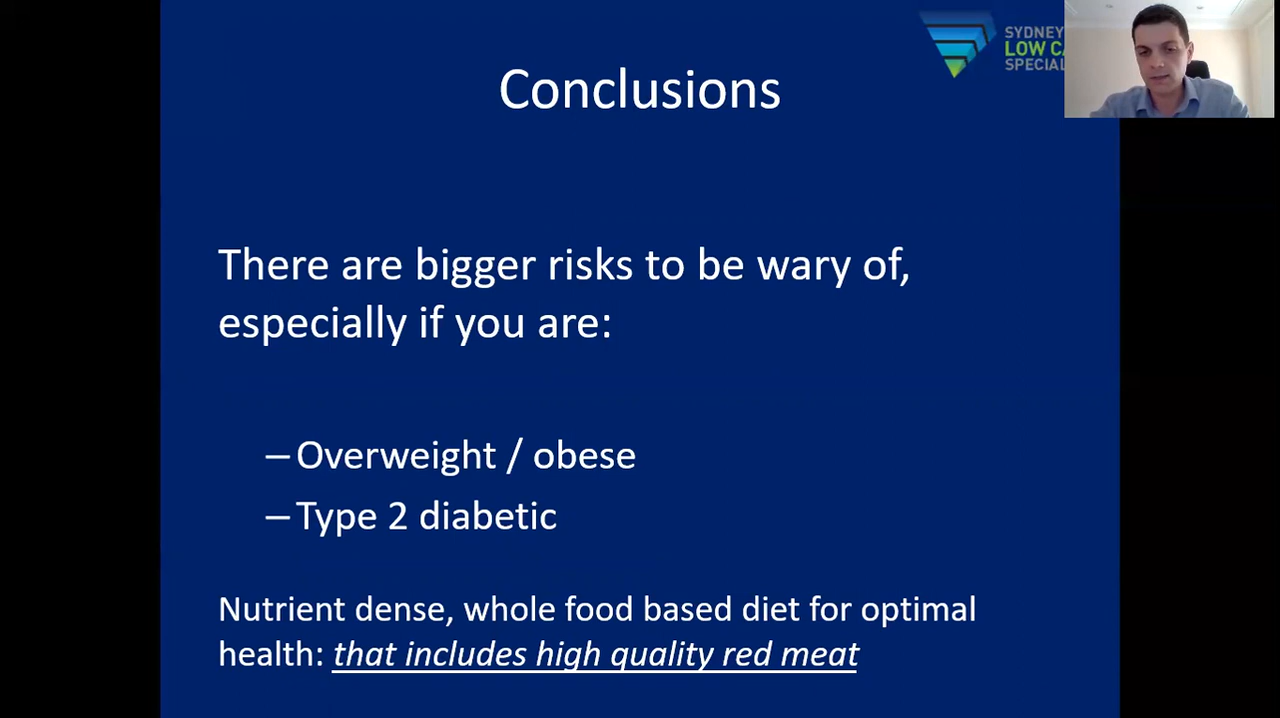 SYDNEY
LOW CA
SPECIAL
Conclusions
There are bigger risks to be wary of,
especially if you are:
– Overweight / obese
– Type 2 diabetic
Nutrient dense, whole food based diet for optimal
health: that includes high quality red meat